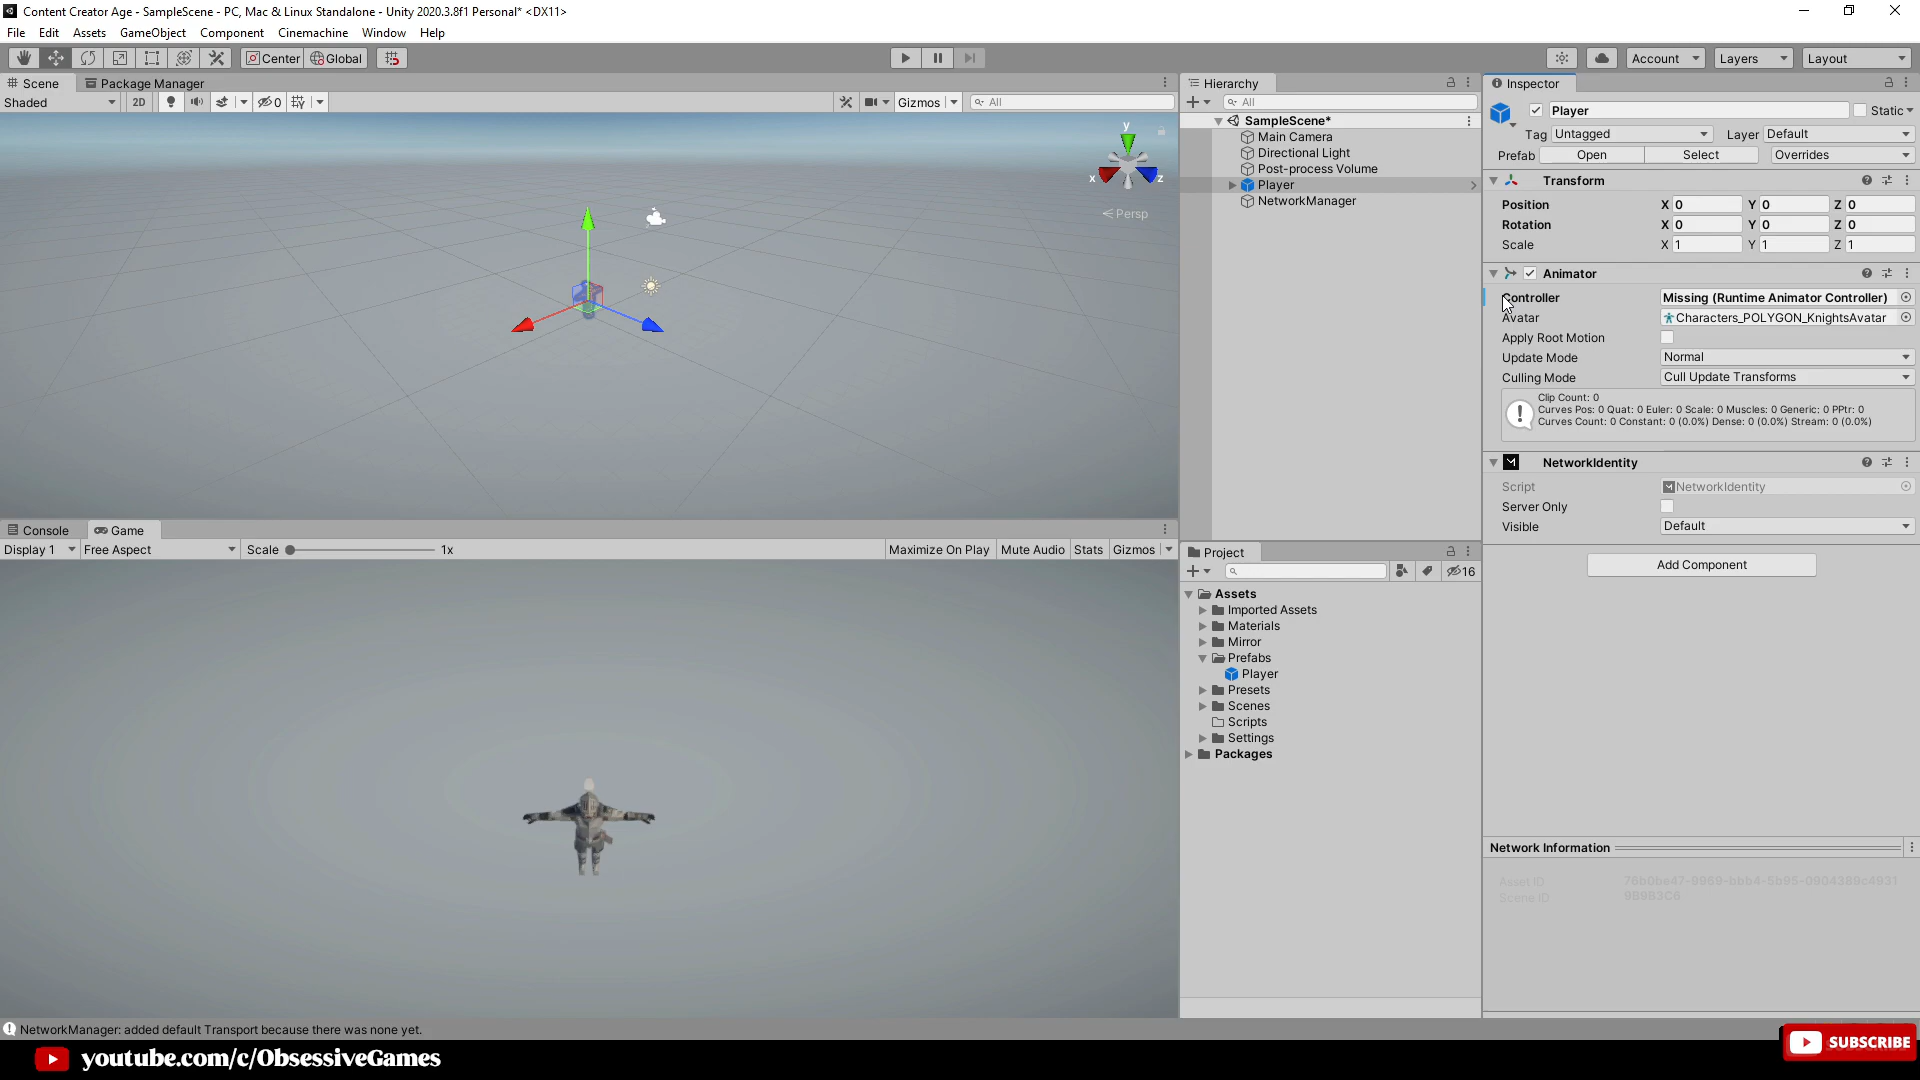 Content Creator Age - SampleScene - PC, Mac & Linux Standalone - Unity 2020.3.8f1 Personal* <DX11>
File Edit Assets GameObject Component Cinemachine Window Help
Center Global Account Layers Layout
Scene Package Manager
Shaded 2D 0 Gizmos All
y
x z
Persp
Console Game
Display 1 Free Aspect Scale 1x Maximize On Play Mute Audio Stats Gizmos
Hierarchy
All
SampleScene*
Main Camera
Directional Light
Post-process Volume
Player
NetworkManager
Project
16
Assets
Imported Assets
Materials
Mirror
Prefabs
Player
Presets
Scenes
Scripts
Settings
Packages
Inspector
Player Static
Tag Untagged Layer Default
Prefab Open Select Overrides
Transform
Position X 0 Y 0 Z 0
Rotation X 0 Y 0 Z 0
Scale X 1 Y 1 Z 1
Animator
Controller Missing (Runtime Animator Controller)
Avatar Characters_POLYGON_KnightsAvatar
Apply Root Motion
Update Mode Normal
Culling Mode Cull Update Transforms
Clip Count: 0
Curves Pos: 0 Quat: 0 Euler: 0 Scale: 0 Muscles: 0 Generic: 0 PPtr: 0
Curves Count: 0 Constant: 0 (0.0%) Dense: 0 (0.0%) Stream: 0 (0.0%)
NetworkIdentity
Script NetworkIdentity
Server Only
Visible Default
Add Component
Network Information
Asset ID
Scene ID 9B9B3C6
NetworkManager: added default Transport because there was none yet.
youtube.com/c/ObsessiveGames
SUBSCRIBE